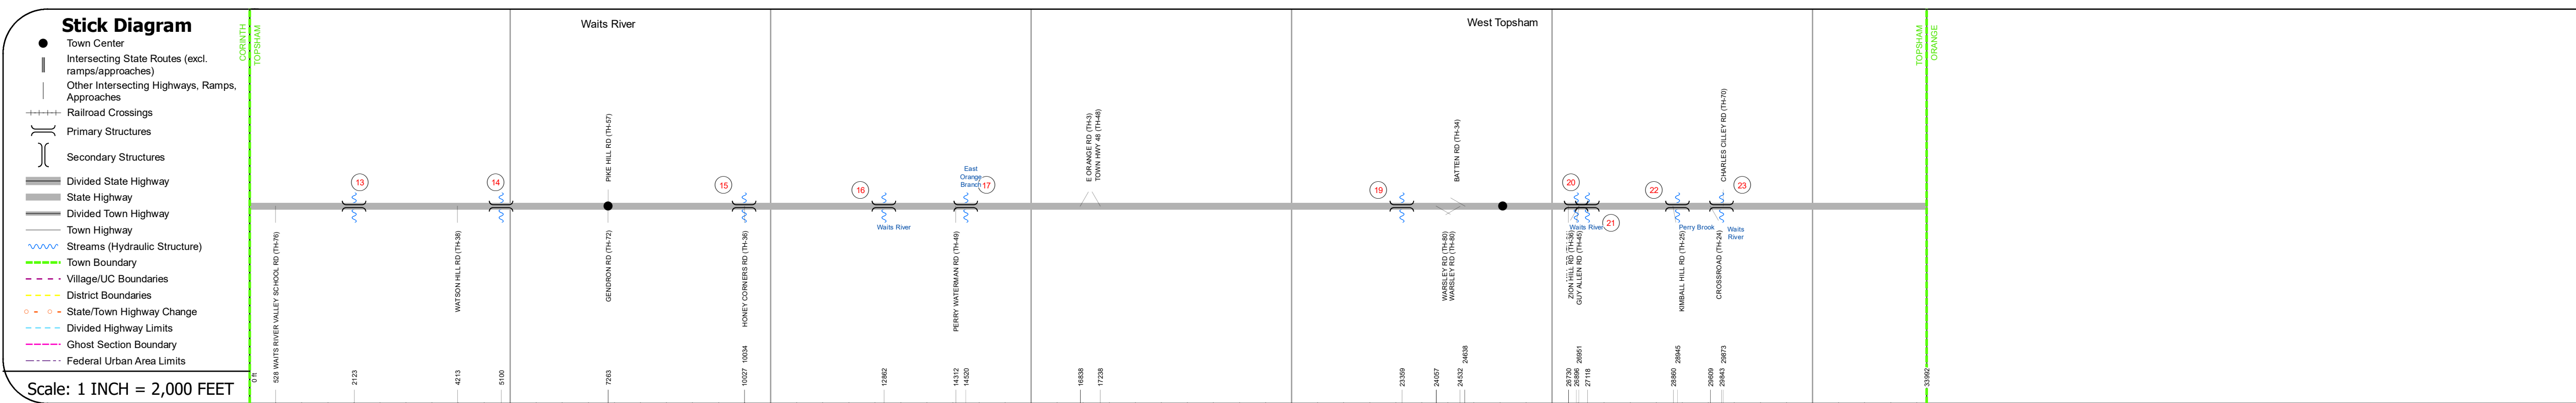 Stick Diagram
Town Center
Intersecting State Routes (excl.
ramps/approaches)
Other Intersecting Highways, Ramps,
Approaches
Railroad Crossings
Primary Structures
Secondary Structures
Divided State Highway
State Highway
Divided Town Highway
Town Highway
Streams (Hydraulic Structure)
Town Boundary
Village/UC Boundaries
District Boundaries
State/Town Highway Change
Divided Highway Limits
Ghost Section Boundary
Federal Urban Area Limits
Scale: 1 INCH = 2,000 FEET
CORINTH
TOPSHAM
Waits River
West Topsham
TOPSHAM
ORANGE
PIKE HILL RD (TH-57)
E ORANGE RD (TH-3)
TOWN HWY 48 (TH-48)
BATTEN RD (TH-34)
CHARLES CILLEY RD (TH-70)
13
14
15
16
East
Orange
Branch
17
19
20
21
22
23
Waits River
Waits River
Perry Brook
Waits
River
WAITS RIVER VALLEY SCHOOL RD (TH-76)
WATSON HILL RD (TH-38)
GENDRON RD (TH-72)
HONEY CORNERS RD (TH-36)
PERRY WATERMAN RD (TH-49)
WARSLEY RD (TH-80)
WARSLEY RD (TH-80)
ZION HILL RD (TH-36)
GUY ALLEN RD (TH-45)
KIMBALL HILL RD (TH-25)
CROSSROAD (TH-24)
0 ft
528
2123
4213
5100
7263
10027
10034
12862
14312
14520
16838
17238
23359
24057
24532
24638
26730
26896
26951
27118
28860
28945
29609
29843
29873
33992